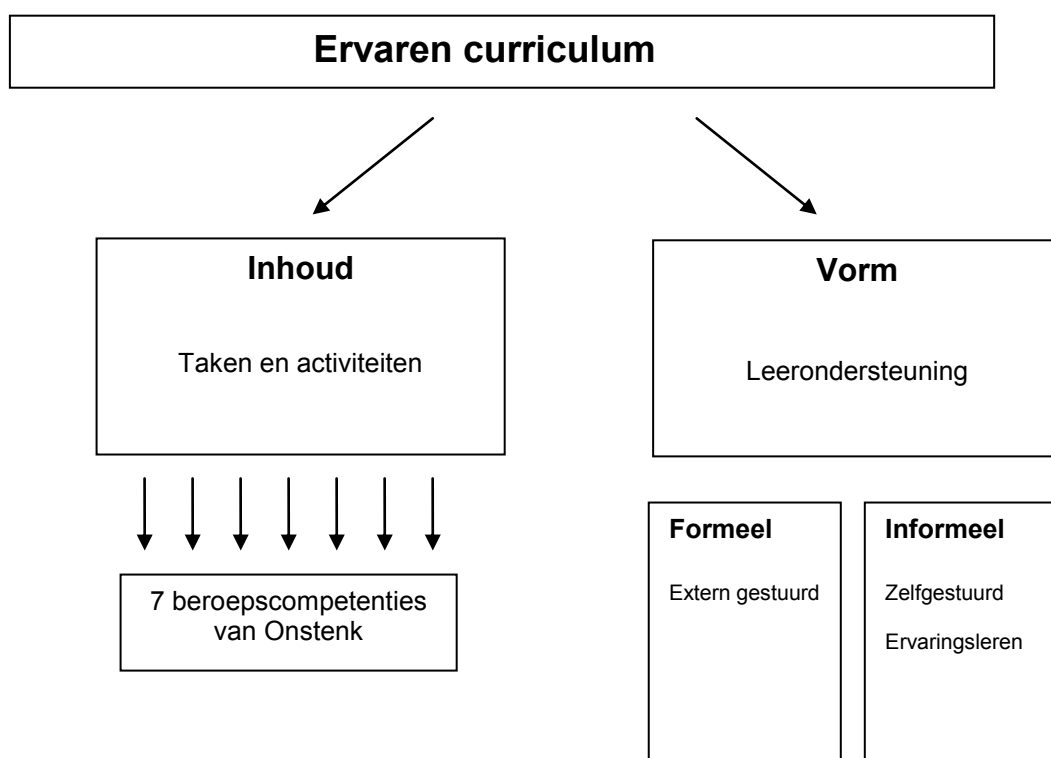 Ervaren curriculum
Inhoud
Taken en activiteiten
7 beroepscompetenties
van Onstenk
Vorm
Leerondersteuning
Formeel
Extern gestuurd
Informeel
Zelfgestuurd
Ervaringsleren